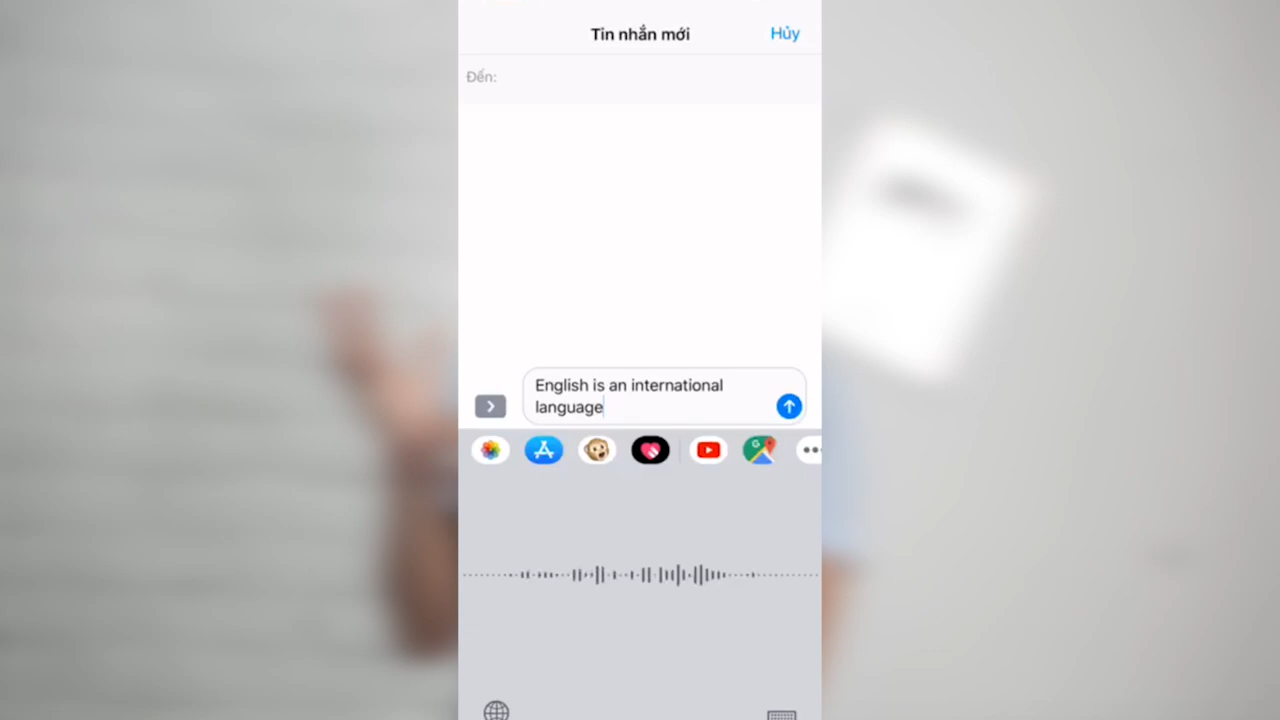 Tin nhắn mới
Hủy
Đến:
English is an international
language